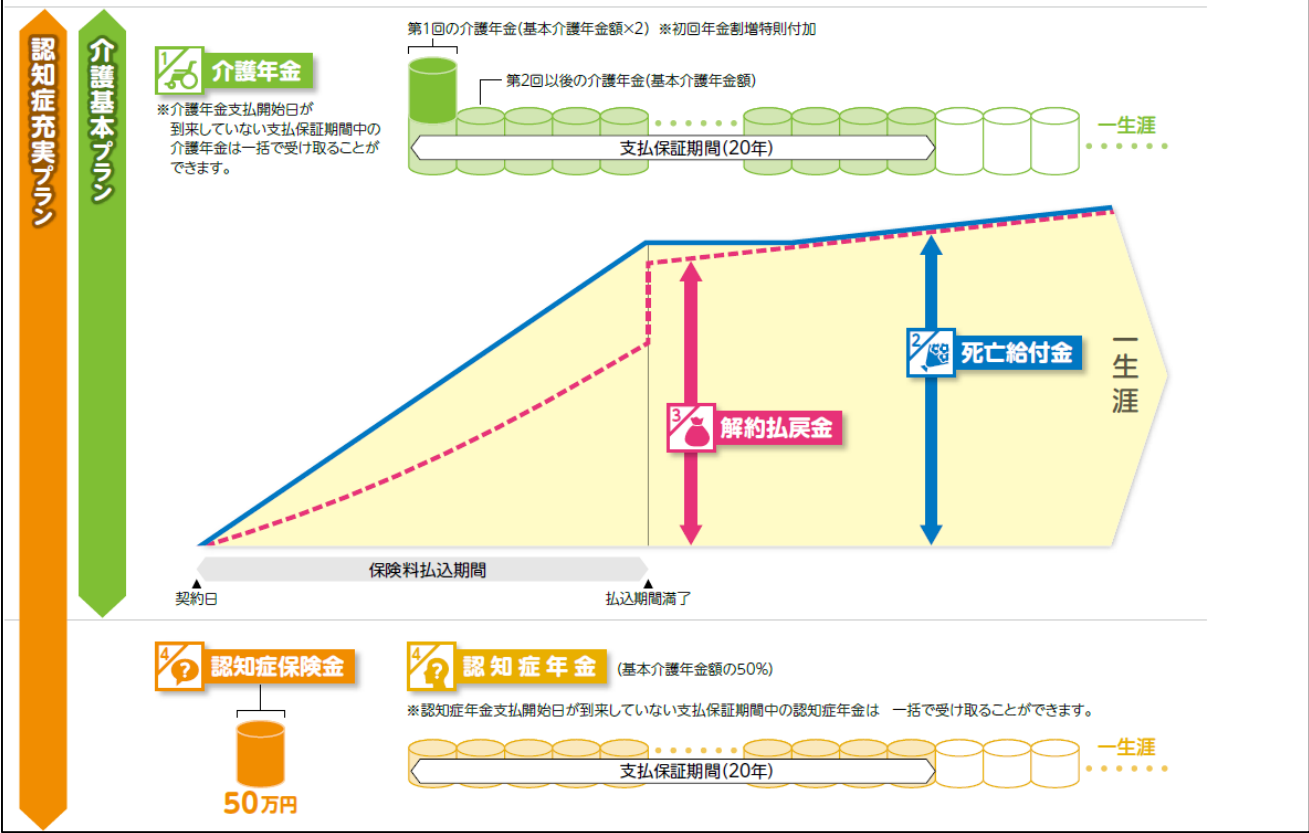 認知症充実プラン
介護基本プラン
第1回の介護年金(基本介護年金額×2) ※初回年金割増特則付加
1
介護年金
第2回以後の介護年金(基本介護年金額)
※介護年金支払開始日が
到来していない支払保証期間中の
介護年金は一括で受け取ることが
できます。
支払保証期間(20年)
一生涯
2
死亡給付金
一生涯
3
解約払戻金
保険料払込期間
契約日
払込期間満了
4
?
認知症保険金
50万円
4
?
認知症年金
(基本介護年金額の50%)
※認知症年金支払開始日が到来していない支払保証期間中の認知症年金は 一括で受け取ることができます。
支払保証期間(20年)
一生涯